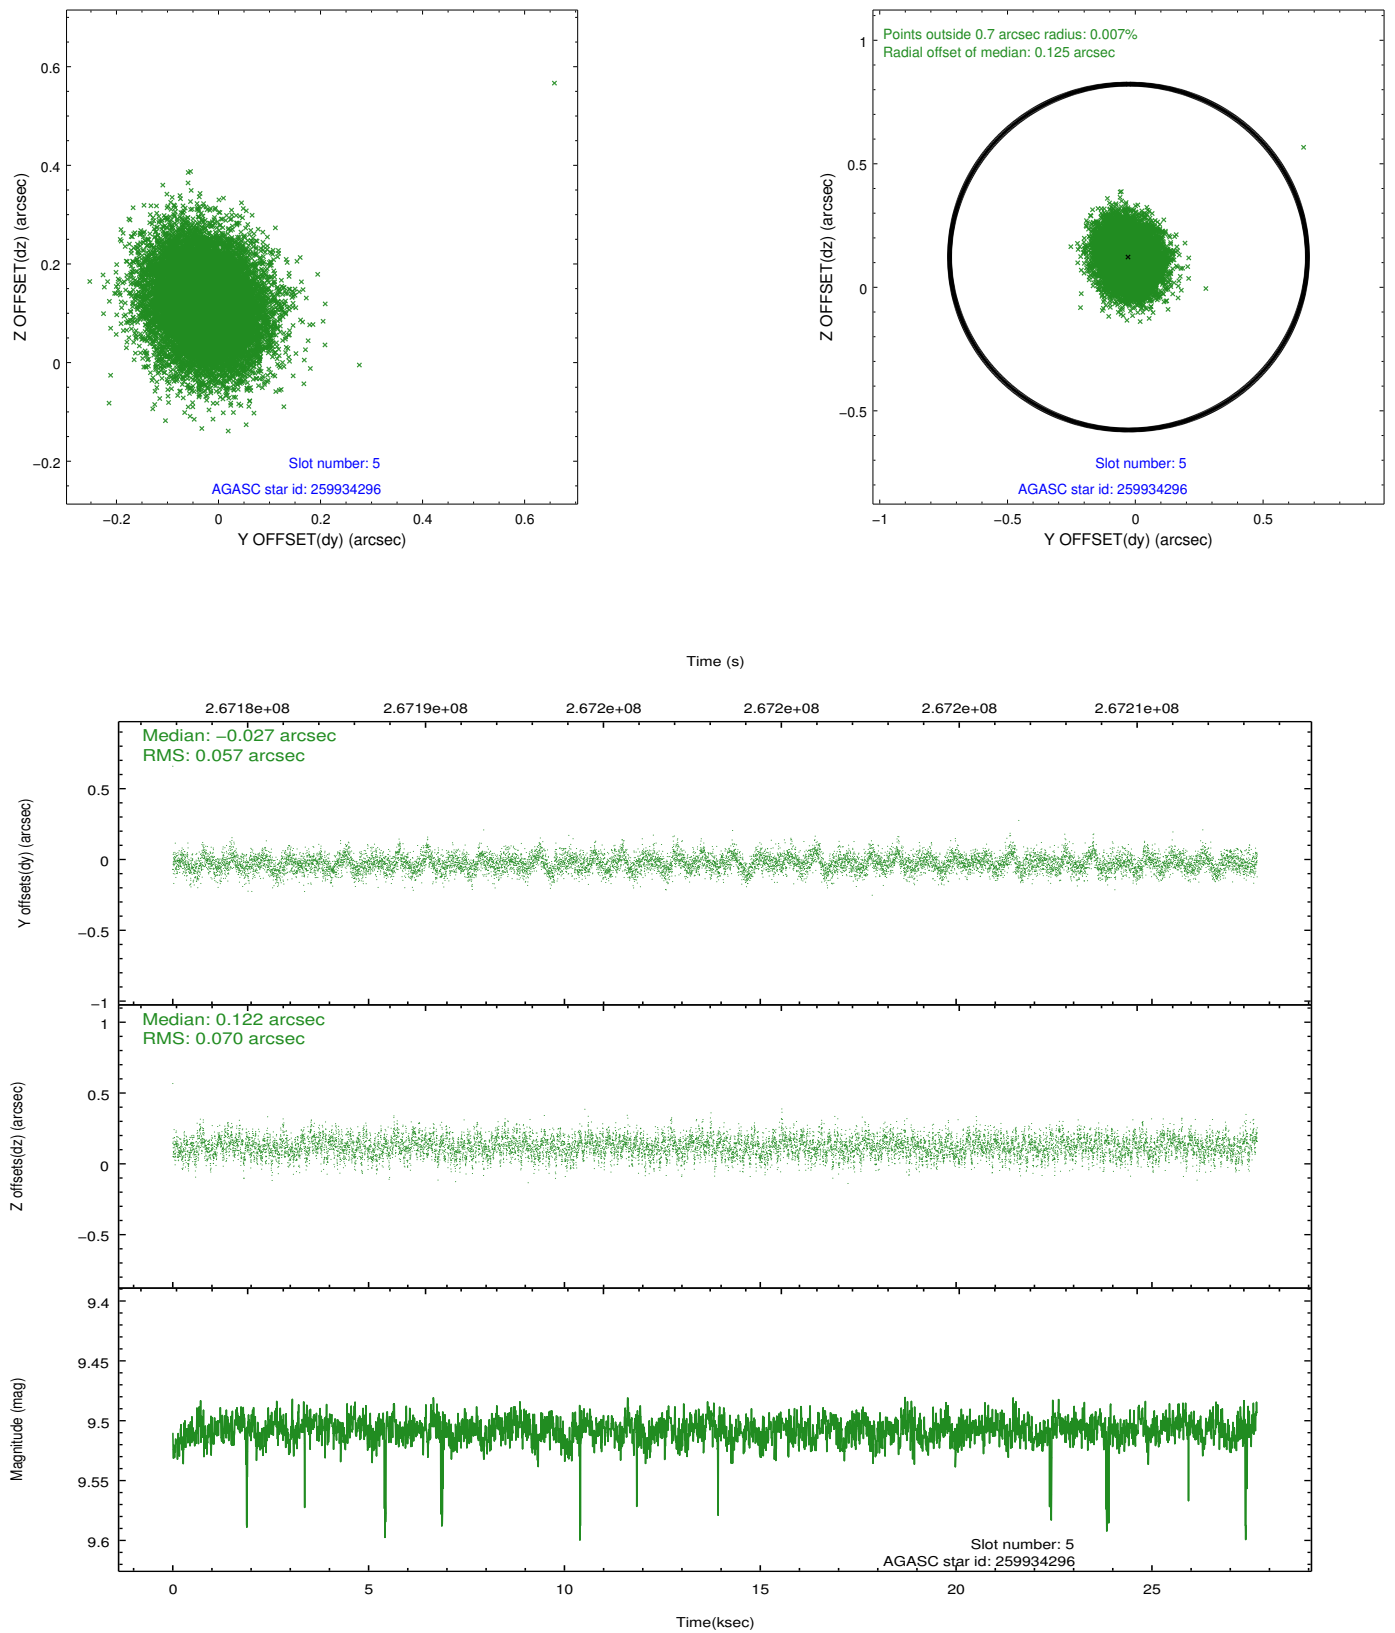 0.6
0.4
0.2
0
−0.2
Z OFFSET(dz) (arcsec)
Slot number: 5
AGASC star id: 259934296
−0.2 0 0.2 0.4 0.6
Y OFFSET(dy) (arcsec)
Points outside 0.7 arcsec radius: 0.007%
Radial offset of median: 0.125 arcsec
1
0.5
0
−0.5
Z OFFSET(dz) (arcsec)
Slot number: 5
AGASC star id: 259934296
−1 −0.5 0 0.5
Y OFFSET(dy) (arcsec)
Time (s)
2.6718e+08 2.6719e+08 2.672e+08 2.672e+08 2.672e+08 2.6721e+08
Median: −0.027 arcsec
RMS: 0.057 arcsec
0.5
0
−0.5
−1
Y offsets(dy) (arcsec)
Median: 0.122 arcsec
RMS: 0.070 arcsec
1
0.5
0
−0.5
Z offsets(dz) (arcsec)
9.4
9.45
9.5
9.55
9.6
Magnitude (mag)
Slot number: 5
AGASC star id: 259934296
0 5 10 15 20 25
Time(ksec)